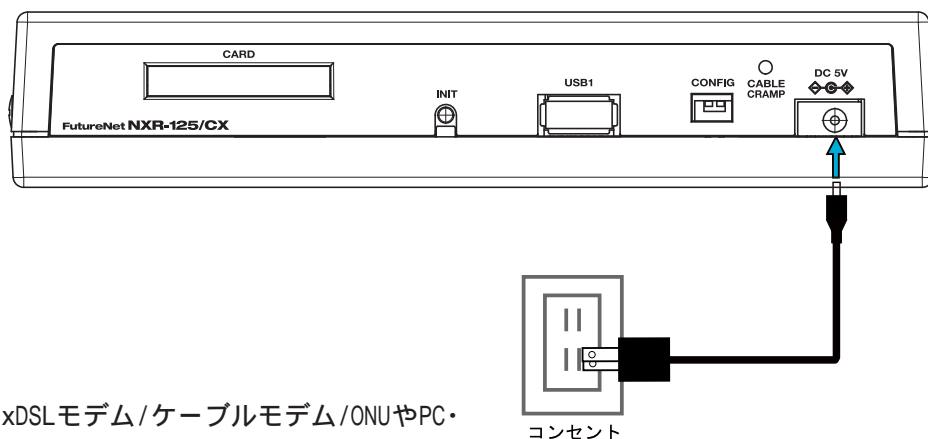 CARD
INIT
USB1
CONFIG
CABLE
CRAMP
DC 5V
FutureNet NXR-125/CX
xDSLモデム/ケーブルモデム/ONUやPC・
コンセント